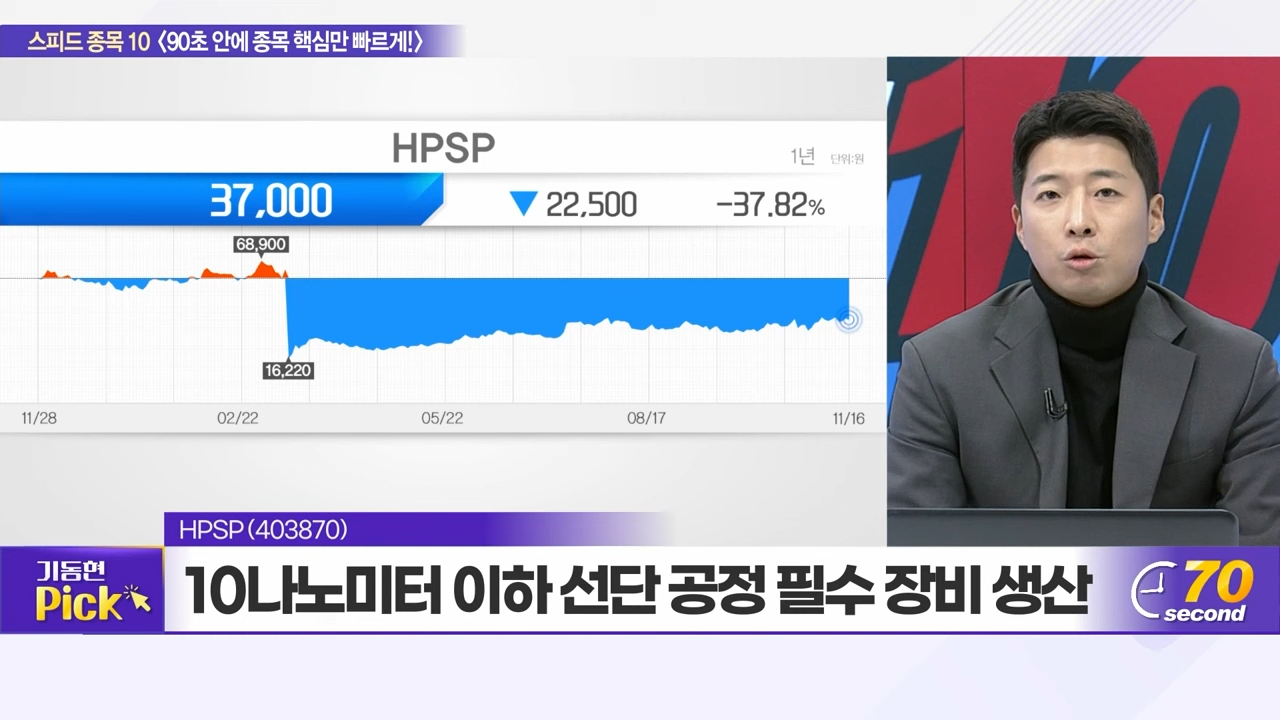 스피드 종목 10 〈90초 안에 종목 핵심만 빠르게!〉
HPSP
1년 단위:원
37,000 ▼ 22,500 -37.82%
68,900
16,220
11/28 02/22 05/22 08/17 11/16
HPSP (403870)
기동현
Pick
10나노미터 이하 선단 공정 필수 장비 생산
70
second